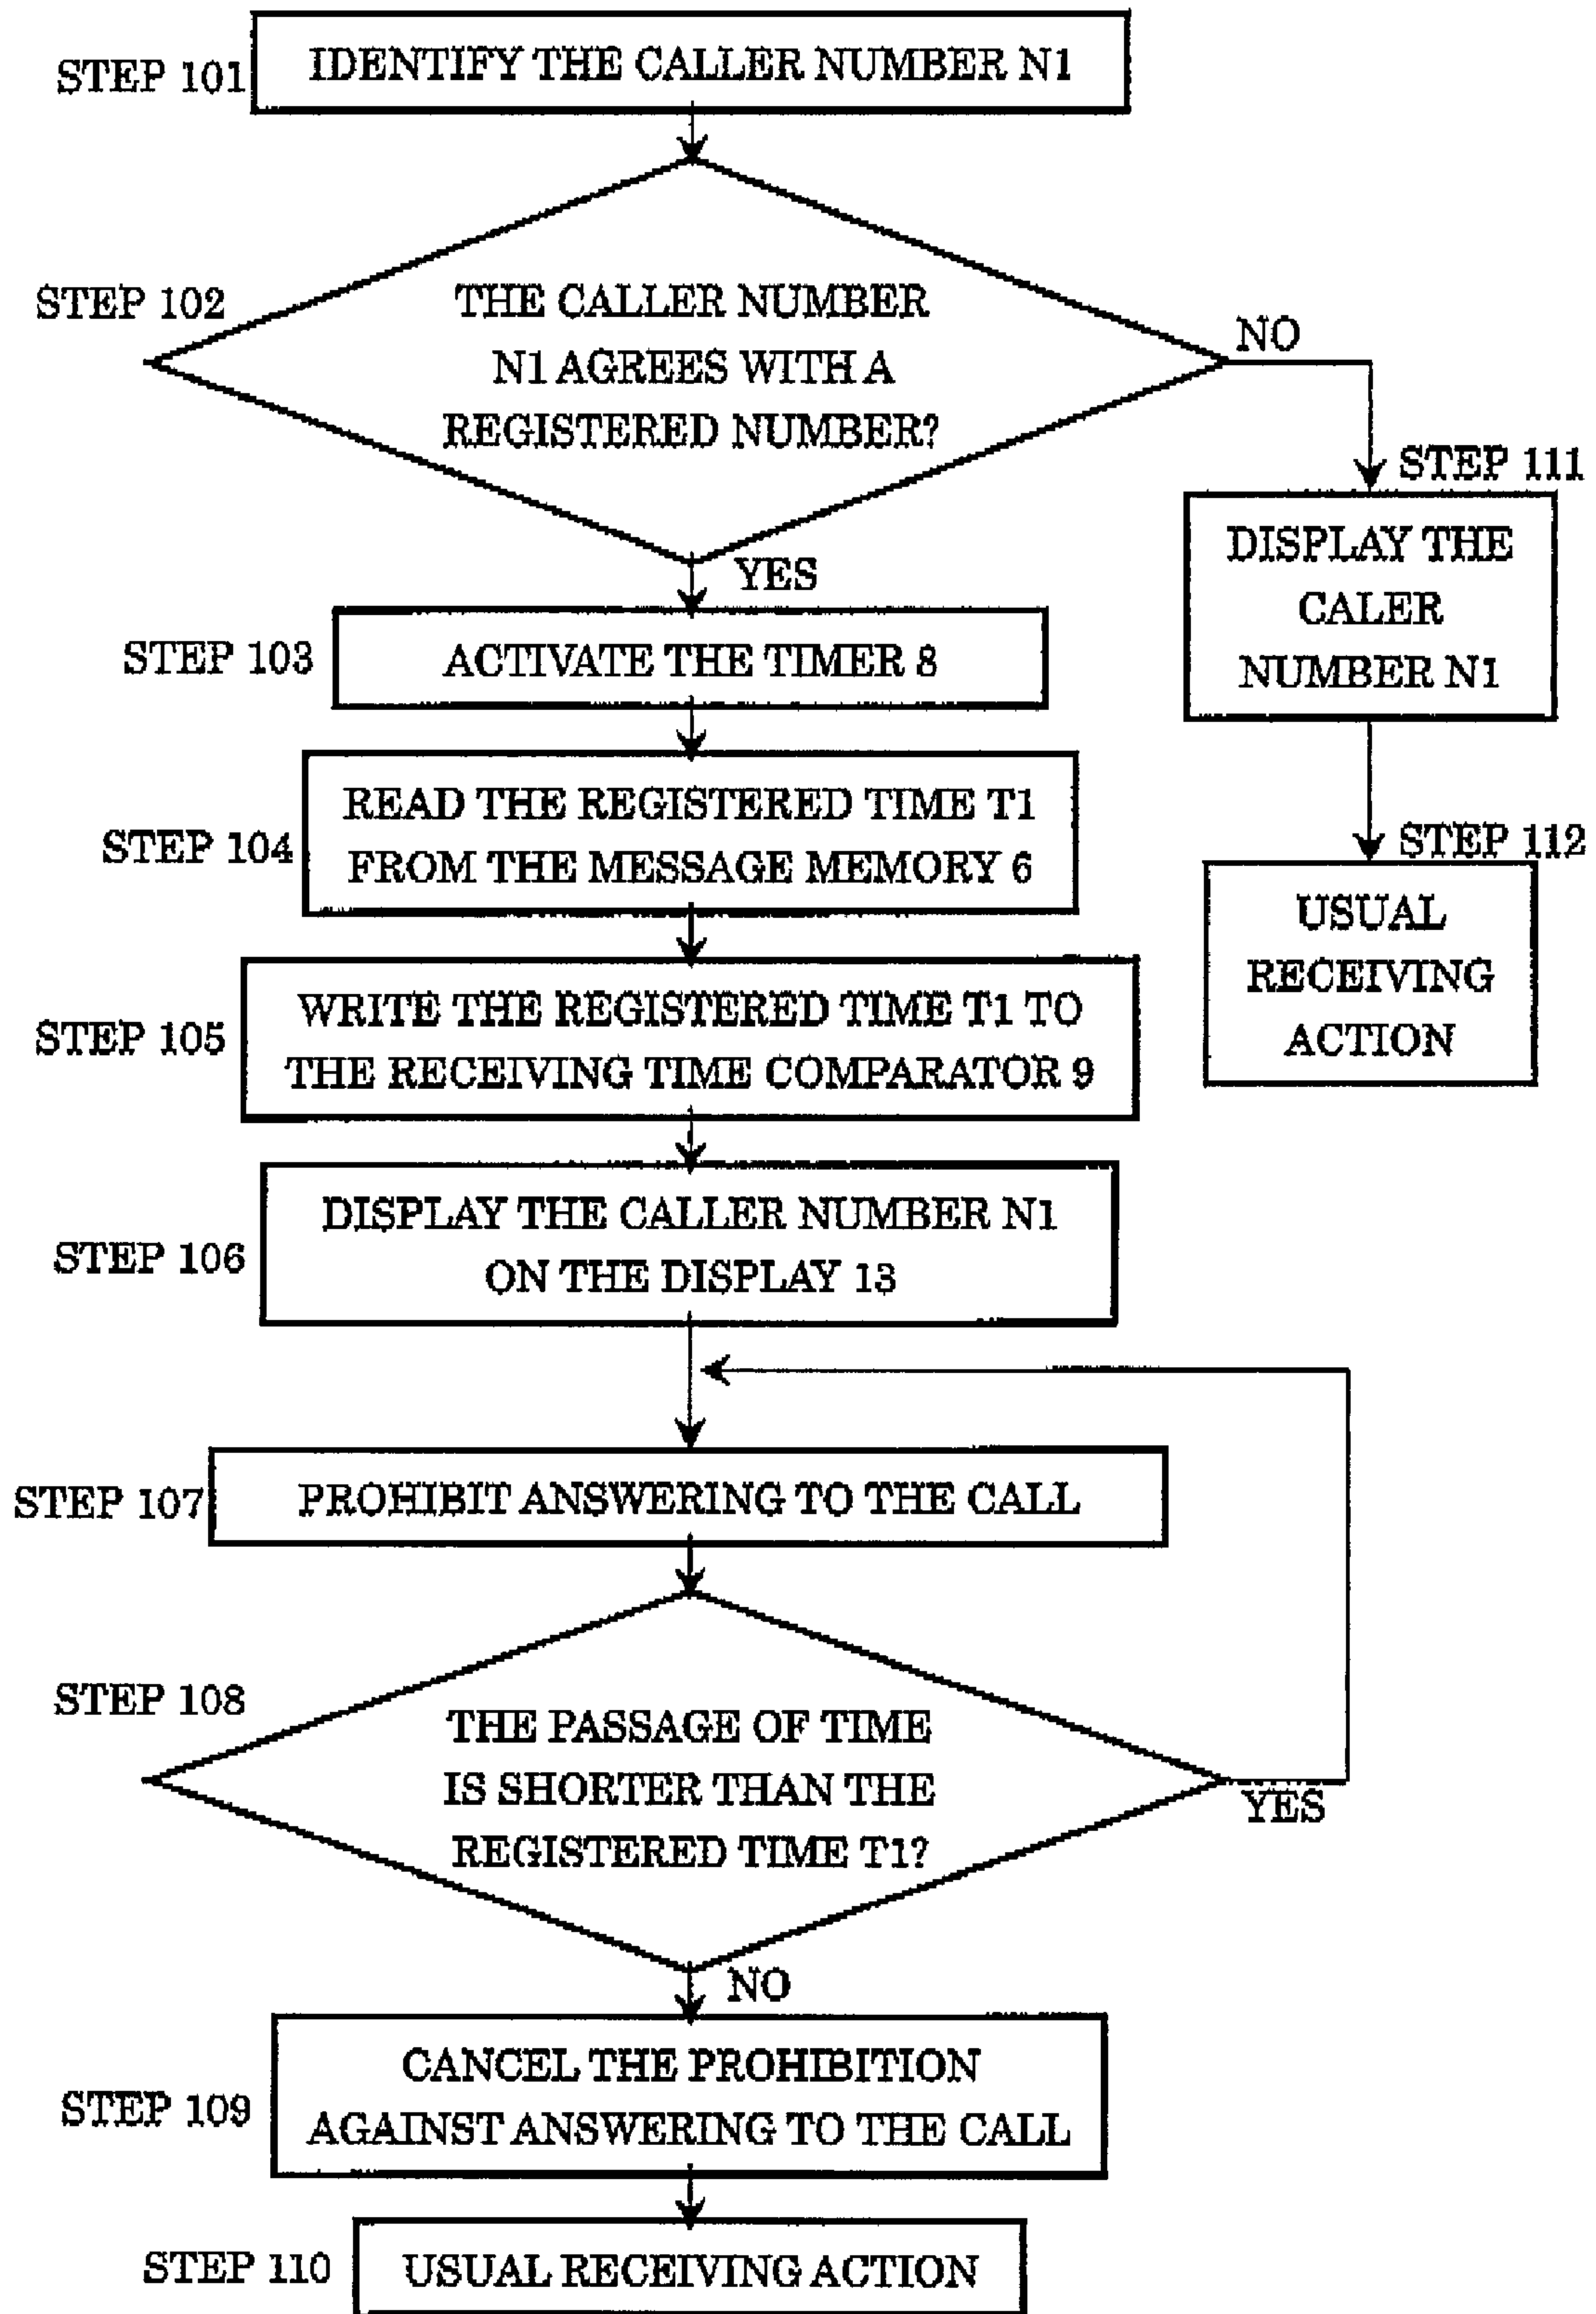 STEP 101
IDENTIFY THE CALLER NUMBER N1
STEP 102
THE CALLER NUMBER
N1 AGREES WITH A
REGISTERED NUMBER?
NO
YES
STEP 111
DISPLAY THE
CALER
NUMBER N1
STEP 112
USUAL
RECEIVING
ACTION
STEP 103
ACTIVATE THE TIMER 8
STEP 104
READ THE REGISTERED TIME T1
FROM THE MESSAGE MEMORY 6
STEP 105
WRITE THE REGISTERED TIME T1 TO
THE RECEIVING TIME COMPARATOR 9
STEP 106
DISPLAY THE CALLER NUMBER N1
ON THE DISPLAY 13
STEP 107
PROHIBIT ANSWERING TO THE CALL
STEP 108
THE PASSAGE OF TIME
IS SHORTER THAN THE
REGISTERED TIME T1?
YES
NO
STEP 109
CANCEL THE PROHIBITION
AGAINST ANSWERING TO THE CALL
STEP 110
USUAL RECEIVING ACTION